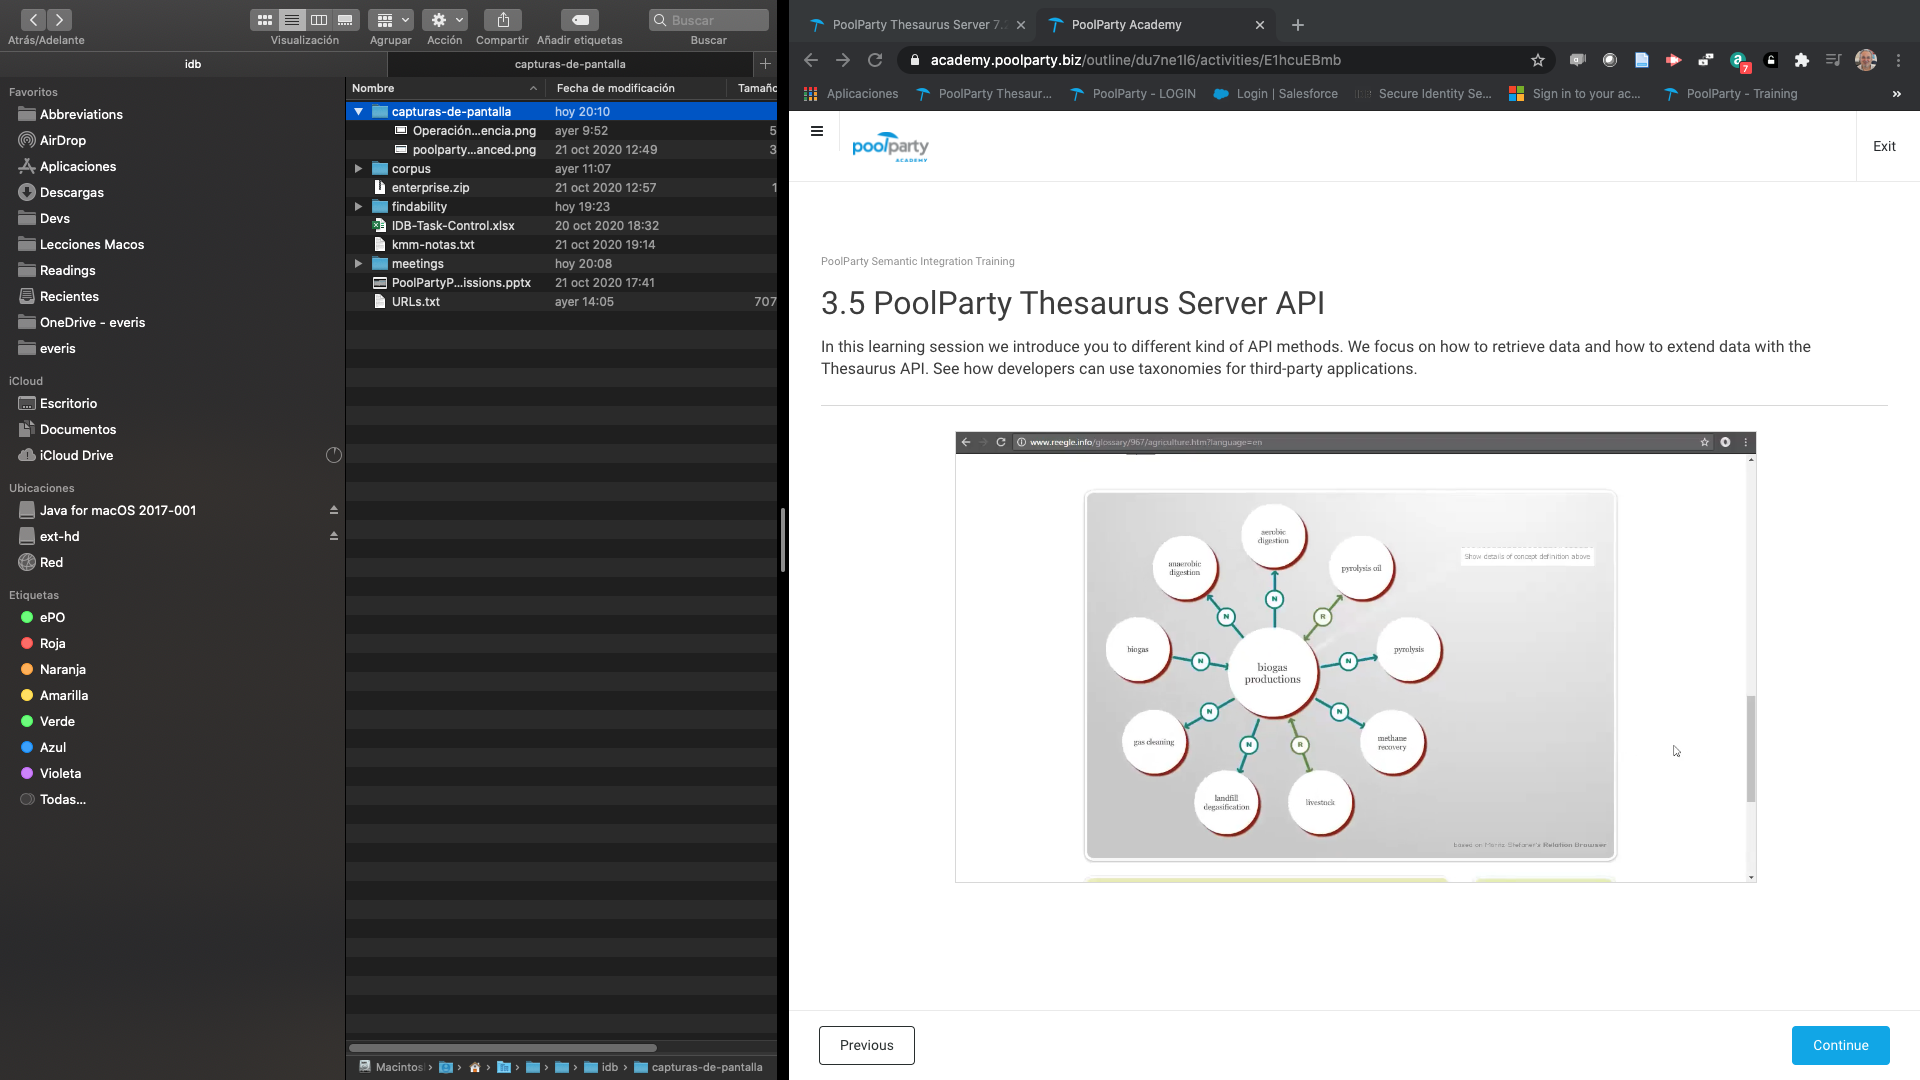 Atrás/Adelante
Visualización
Agrupar
Acción
Compartir
Añadir etiquetas
Buscar
Buscar
idb
capturas-de-pantalla
Favoritos
Abbreviations
AirDrop
Aplicaciones
Descargas
Devs
Lecciones Macos
Readings
Recientes
OneDrive - everis
everis
iCloud
Escritorio
Documentos
iCloud Drive
Ubicaciones
Java for macOS 2017-001
ext-hd
Red
Etiquetas
ePO
Roja
Naranja
Amarilla
Verde
Azul
Violeta
Todas...
Nombre Fecha de modificación Tamaño
capturas-de-pantalla hoy 20:10
Operación...encia.png ayer 9:52 5
poolparty...anced.png 21 oct 2020 12:49 3
corpus ayer 11:07
enterprise.zip 21 oct 2020 12:57 1
findability hoy 19:23
IDB-Task-Control.xlsx 20 oct 2020 18:32
kmm-notas.txt 21 oct 2020 19:14
meetings hoy 20:08
PoolPartyP...issions.pptx 21 oct 2020 17:41
URLs.txt ayer 14:05 707
Macintos
idb
capturas-de-pantalla
PoolParty Thesaurus Server 7.
PoolParty Academy
academy.poolparty.biz/outline/du7ne1l6/activities/E1hcuEBmb
7
Aplicaciones
PoolParty Thesaur...
PoolParty - LOGIN
Login | Salesforce
Secure Identity Se...
Sign in to your ac...
PoolParty - Training
poolparty
ACADEMY
Exit
PoolParty Semantic Integration Training
3.5 PoolParty Thesaurus Server API
In this learning session we introduce you to different kind of API methods. We focus on how to retrieve data and how to extend data with the
Thesaurus API. See how developers can use taxonomies for third-party applications.
www.reegle.info/glossary/967/agriculture.htm?language=en
Show details of concept definition above
aerobic
digestion
anaerobic
digestion
pyrolysis oil
N
N
R
biogas
pyrolysis
N
N
biogas
productions
N
N
gas cleaning
methane
recovery
N
R
landfill
degasification
livestock
based on Moritz Stefaner's Relation Browser
Previous
Continue